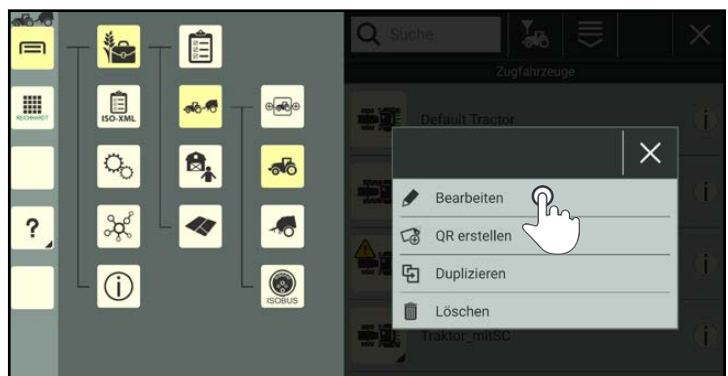 Suche
Zugfahrzeuge
REICHHARDT
ISO-XML
Default Tractor
Bearbeiten
?
QR erstellen
Duplizieren
ISOBUS
Löschen
Traktor_mitSC